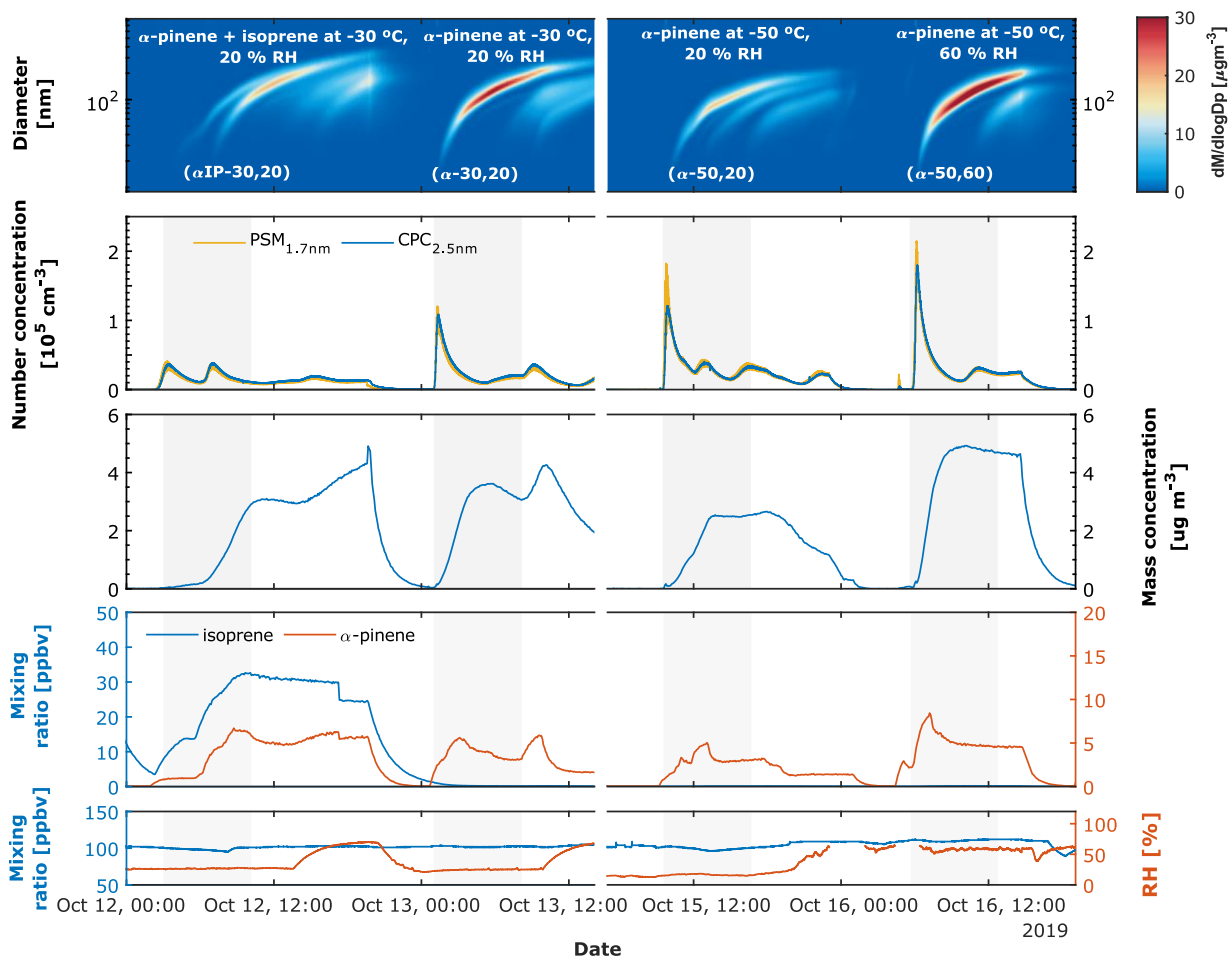 α-pinene + isoprene at -30 ºC,
20 % RH
α-pinene at -30 ºC,
20 % RH
α-pinene at -50 ºC,
20 % RH
α-pinene at -50 ºC,
60 % RH
(αIP-30,20)
(α-30,20)
(α-50,20)
(α-50,60)
Diameter
[nm]
10²
10²
30
20
10
0
dM/dlogDp [μgm⁻³]
PSM1.7nm
CPC2.5nm
Number concentration
[10⁵ cm⁻³]
2
1
0
2
1
0
6
4
2
0
6
4
2
0
Mass concentration
[ug m⁻³]
isoprene
α-pinene
Mixing
ratio [ppbv]
50
40
30
20
10
0
20
15
10
5
0
Mixing
ratio [ppbv]
150
100
50
100
50
0
RH [%]
Oct 12, 00:00
Oct 12, 12:00
Oct 13, 00:00
Oct 13, 12:00
Oct 15, 12:00
Oct 16, 00:00
Oct 16, 12:00
2019
Date